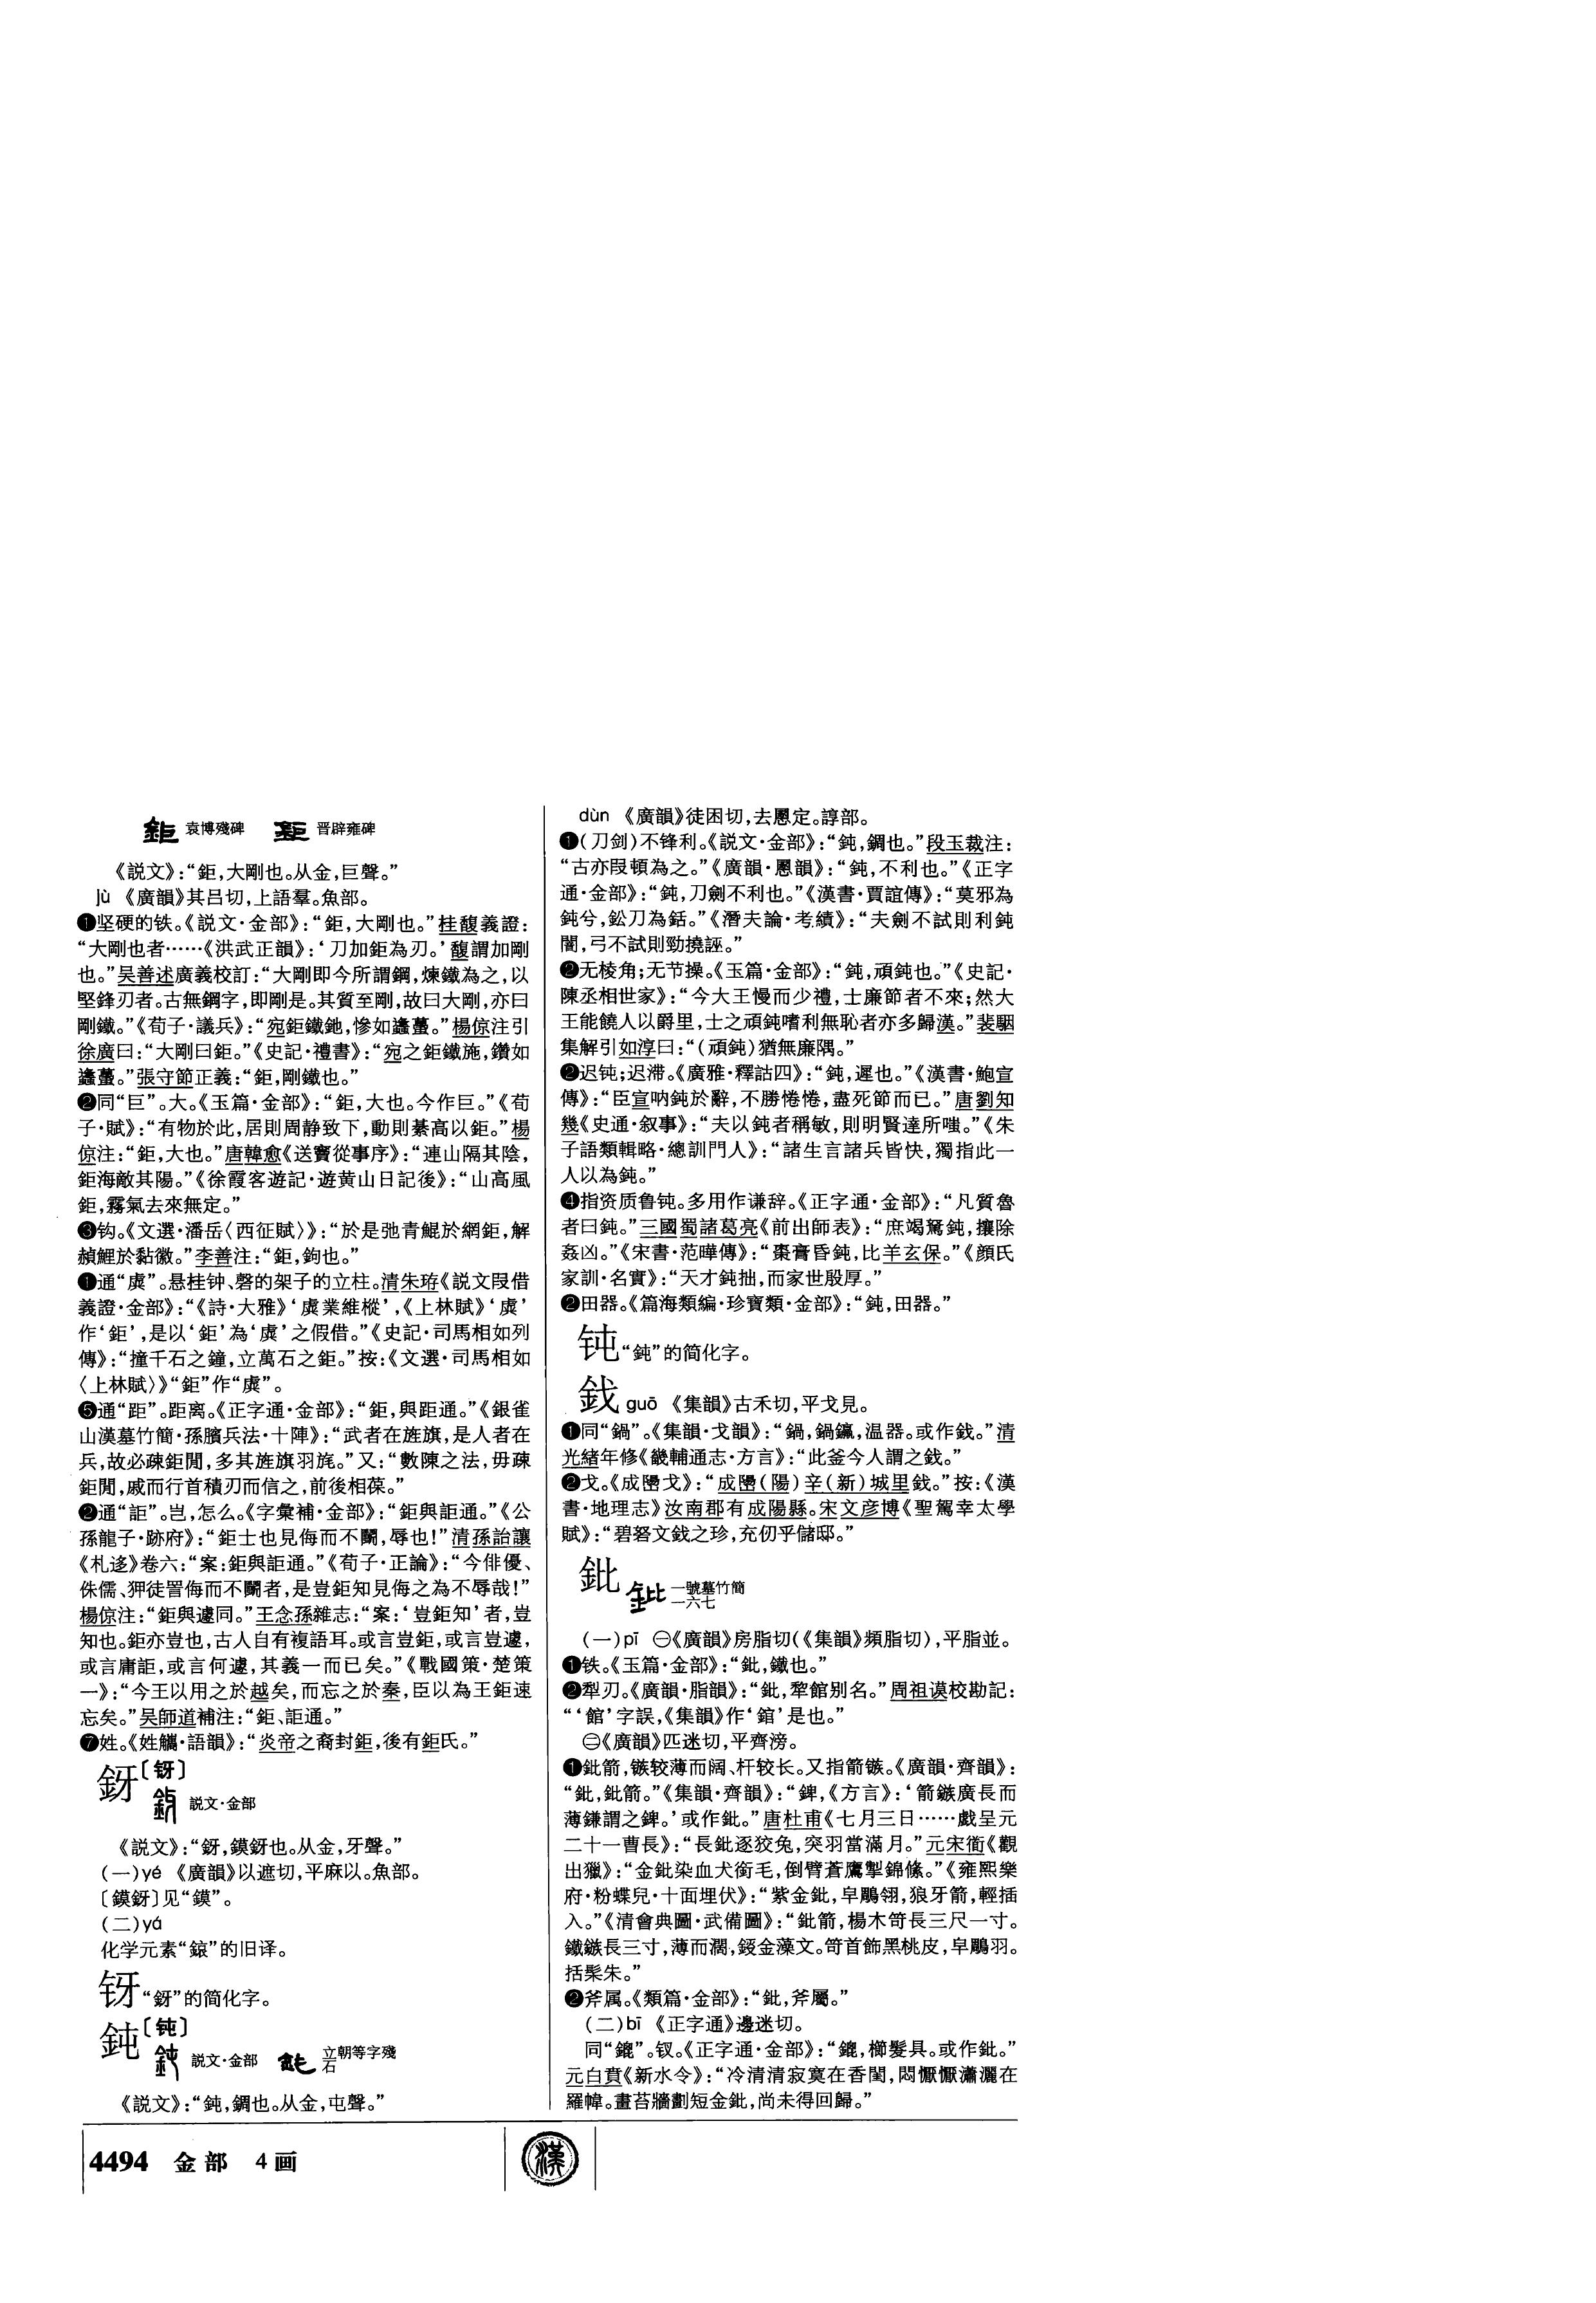 鉅 袁博殘碑 鉅 晋辟雍碑
《説文》：“鉅，大剛也。从金，巨聲。”
jù 《廣韻》其吕切，上語羣。魚部。
❶坚硬的铁。《説文·金部》：“鉅，大剛也。”桂馥義證：
“大剛也者……《洪武正韻》：‘刀加鉅為刃。’馥謂加剛
也。”吴善述廣義校訂：“大剛即今所謂鋼，煉鐵為之，以
堅鋒刃者。古無鋼字，即剛是。其質至剛，故曰大剛，亦曰
剛鐵。”《荀子·議兵》：“宛鉅鐵釶，慘如蠭蠆。”楊倞注引
徐廣曰：“大剛曰鉅。”《史記·禮書》：“宛之鉅鐵施，鑽如
蠭蠆。”張守節正義：“鉅，剛鐵也。”
❷同“巨”。大。《玉篇·金部》：“鉅，大也。今作巨。”《荀
子·賦》：“有物於此，居則周静致下，動則綦高以鉅。”楊
倞注：“鉅，大也。”唐韓愈《送竇從事序》：“連山隔其陰，
鉅海敵其陽。”《徐霞客遊記·遊黄山日記後》：“山高風
鉅，霧氣去來無定。”
❸钩。《文選·潘岳〈西征賦〉》：“於是弛青鯤於網鉅，解
赬鯉於黏徽。”李善注：“鉅，鉤也。”
❶通“虡”。悬挂钟、磬的架子的立柱。清朱珔《説文叚借
義證·金部》：“《詩·大雅》‘虡業維樅’，《上林賦》‘虡’
作‘鉅’，是以‘鉅’為‘虡’之假借。”《史記·司馬相如列
傳》：“撞千石之鐘，立萬石之鉅。”按：《文選·司馬相如
〈上林賦〉》“鉅”作“虡”。
❺通“距”。距离。《正字通·金部》：“鉅，與距通。”《銀雀
山漢墓竹簡·孫臏兵法·十陣》：“武者在旌旗，是人者在
兵，故必疎鉅閒，多其旌旗羽旄。”又：“數陳之法，毋疎
鉅閒，戚而行首積刃而信之，前後相葆。”
❷通“詎”。岂，怎么。《字彙補·金部》：“鉅與詎通。”《公
孫龍子·跡府》：“鉅士也見侮而不鬭，辱也！”清孫詒讓
《札迻》卷六：“案：鉅與詎通。”《荀子·正論》：“今俳優、
侏儒、狎徒詈侮而不鬭者，是豈鉅知見侮之為不辱哉！”
楊倞注：“鉅與遽同。”王念孫雜志：“案：‘豈鉅知’者，豈
知也。鉅亦豈也，古人自有複語耳。或言豈鉅，或言豈遽，
或言庸詎，或言何遽，其義一而已矣。”《戰國策·楚策
一》：“今王以用之於越矣，而忘之於秦，臣以為王鉅速
忘矣。”吴師道補注：“鉅、詎通。”
❼姓。《姓觿·語韻》：“炎帝之裔封鉅，後有鉅氏。”
釾〔铘〕
釾 説文·金部
《説文》：“釾，鏌釾也。从金，牙聲。”
（一）yé 《廣韻》以遮切，平麻以。魚部。
〔鏌釾〕见“鏌”。
（二）yá
化学元素“鎄”的旧译。
“釾”的简化字。
鈍〔钝〕
鈍 説文·金部 鈍 立朝等字殘石
《説文》：“鈍，錭也。从金，屯聲。”
4494 金部 4画
漢
dùn 《廣韻》徒困切，去慁定。諄部。
❶（刀剑）不锋利。《説文·金部》：“鈍，錭也。”段玉裁注：
“古亦叚頓為之。”《廣韻·慁韻》：“鈍，不利也。”《正字
通·金部》：“鈍，刀劍不利也。”《漢書·賈誼傳》：“莫邪為
鈍兮，鈆刀為銛。”《潛夫論·考績》：“夫劍不試則利鈍
闇，弓不試則勁撓誣。”
❷无棱角；无节操。《玉篇·金部》：“鈍，頑鈍也。”《史記·
陳丞相世家》：“今大王慢而少禮，士廉節者不來；然大
王能饒人以爵里，士之頑鈍嗜利無恥者亦多歸漢。”裴駰
集解引如淳曰：“（頑鈍）猶無廉隅。”
❷迟钝；迟滞。《廣雅·釋詁四》：“鈍，遲也。”《漢書·鮑宣
傳》：“臣宣呐鈍於辭，不勝惓惓，盡死節而已。”唐劉知
幾《史通·叙事》：“夫以鈍者稱敏，則明賢達所嗤。”《朱
子語類輯略·總訓門人》：“諸生言諸兵皆快，獨指此一
人以為鈍。”
❹指资质鲁钝。多用作谦辞。《正字通·金部》：“凡質魯
者曰鈍。”三國蜀諸葛亮《前出師表》：“庶竭駑鈍，攘除
姦凶。”《宋書·范曄傳》：“棗膏昏鈍，比羊玄保。”《顔氏
家訓·名實》：“天才鈍拙，而家世殷厚。”
❷田器。《篇海類编·珍寶類·金部》：“鈍，田器。”
钝“鈍”的简化字。
鈛 guō 《集韻》古禾切，平戈見。
❶同“鍋”。《集韻·戈韻》：“鍋，鍋鑹，温器。或作鈛。”清
光緒年修《畿輔通志·方言》：“此釜今人謂之鈛。”
❷戈。《成𨻼戈》：“成𨻼（陽）辛（新）城里鈛。”按：《漢
書·地理志》汝南郡有成陽縣。宋文彦博《聖駕幸太學
賦》：“碧砮文鈛之珍，充仞乎儲邸。”
鈚 鈚 一號墓竹簡一六七
（一）pī ㊀《廣韻》房脂切（《集韻》頻脂切），平脂並。
❶铁。《玉篇·金部》：“鈚，鐵也。”
❷犁刃。《廣韻·脂韻》：“鈚，犂館别名。”周祖谟校勘記：
“‘館’字誤，《集韻》作‘錧’是也。”
㊁《廣韻》匹迷切，平齊滂。
❶鈚箭，镞较薄而阔、杆较长。又指箭镞。《廣韻·齊韻》：
“鈚，鈚箭。”《集韻·齊韻》：“錍，《方言》：‘箭鏃廣長而
薄鎌謂之錍。’或作鈚。”唐杜甫《七月三日……戲呈元
二十一曹長》：“長鈚逐狡兔，突羽當滿月。”元宋衜《觀
出獵》：“金鈚染血犬銜毛，倒臂蒼鷹掣錦絛。”《雍熙樂
府·粉蝶兒·十面埋伏》：“紫金鈚，皁鵰翎，狼牙箭，輕插
入。”《清會典圖·武備圖》：“鈚箭，楊木笴長三尺一寸。
鐵鏃長三寸，薄而濶，鋄金藻文。笴首飾黑桃皮，皁鵰羽。
括髹朱。”
❷斧属。《類篇·金部》：“鈚，斧屬。”
（二）bī 《正字通》邊迷切。
同“鎞”。钗。《正字通·金部》：“鎞，櫛髮具。或作鈚。”
元白賁《新水令》：“冷清清寂寞在香閨，悶懨懨瀟灑在
羅幃。畫苔牆劃短金鈚，尚未得回歸。”